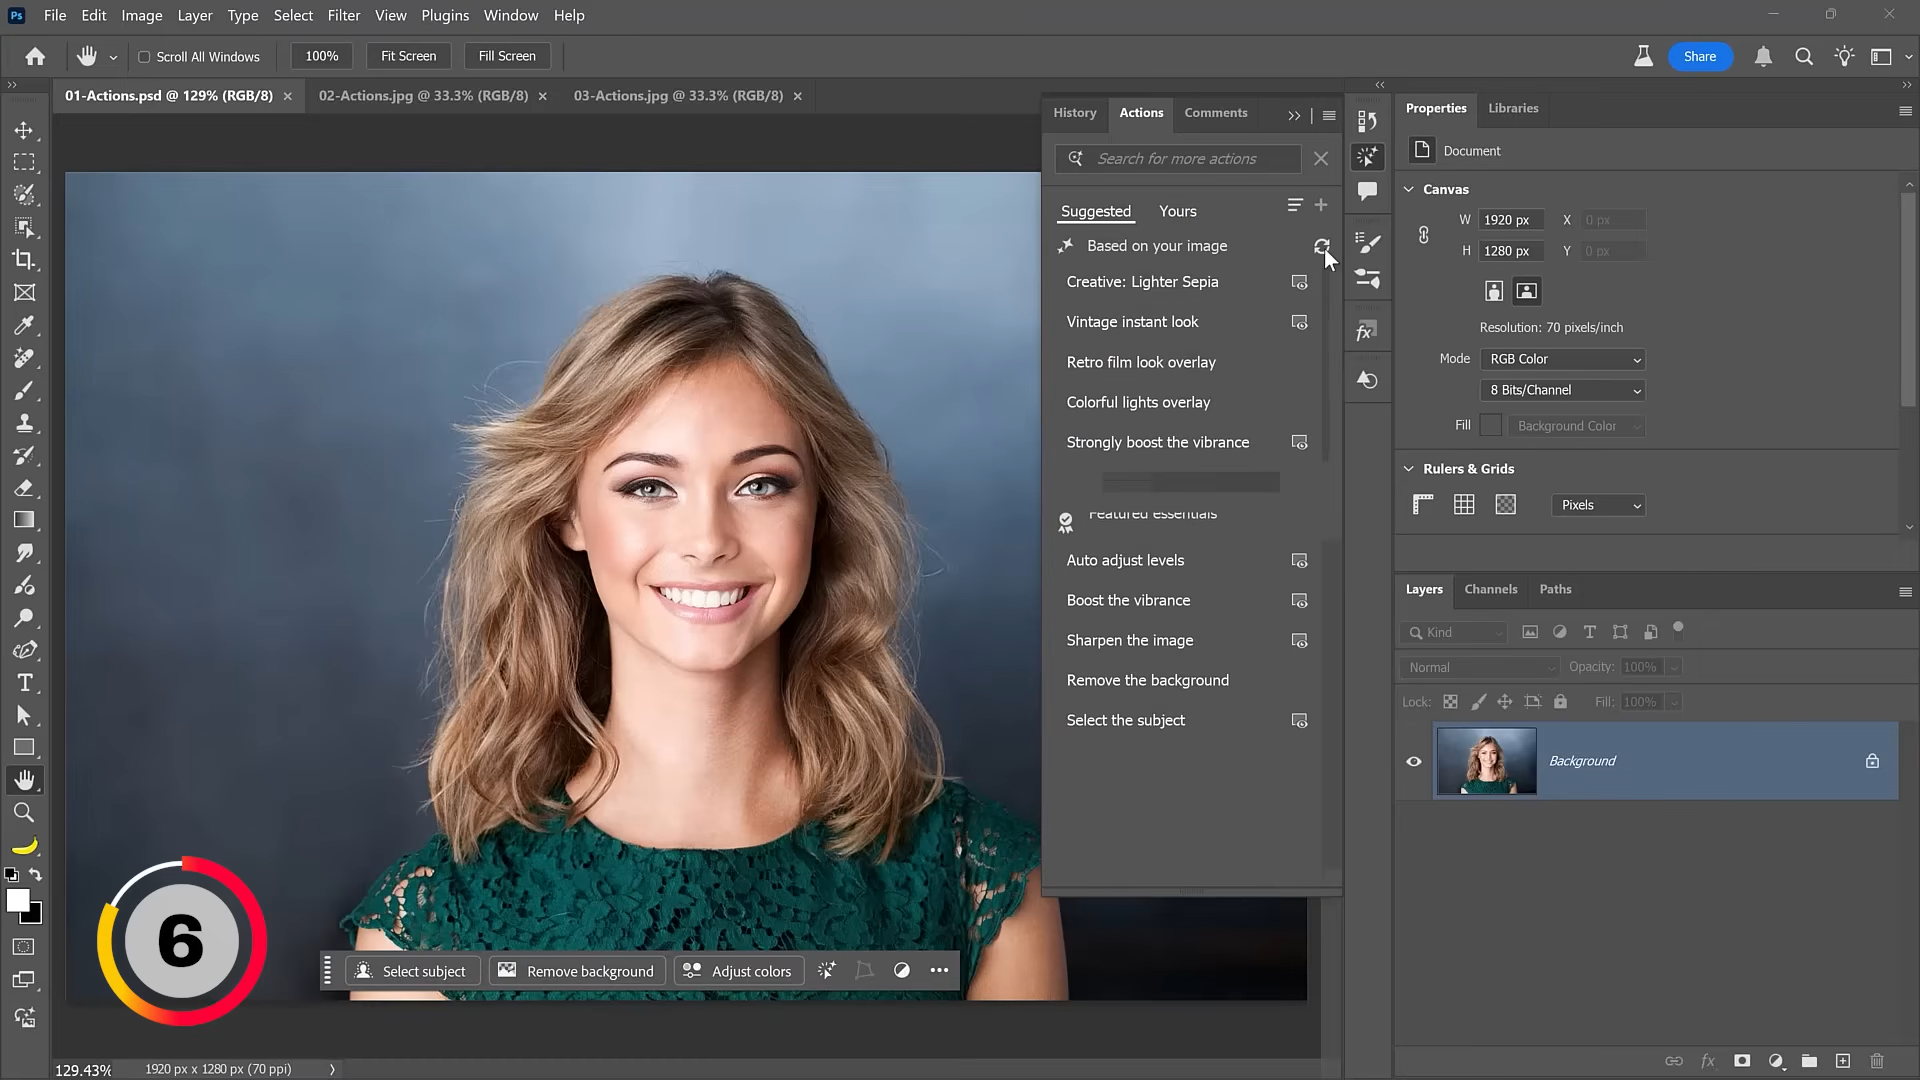 Ps File Edit Image Layer Type Select Filter View Plugins Window Help
Scroll All Windows 100% Fit Screen Fill Screen Share
01-Actions.psd @ 129% (RGB/8) × 02-Actions.jpg @ 33.3% (RGB/8) × 03-Actions.jpg @ 33.3% (RGB/8) ×
History Actions Comments
Search for more actions
Suggested Yours
Based on your image
Creative: Lighter Sepia
Vintage instant look
Retro film look overlay
Colorful lights overlay
Strongly boost the vibrance
Featured essentials
Auto adjust levels
Boost the vibrance
Sharpen the image
Remove the background
Select the subject
Properties Libraries
Document
Canvas
W 1920 px X 0 px
H 1280 px Y 0 px
Resolution: 70 pixels/inch
Mode RGB Color
8 Bits/Channel
Fill Background Color
Rulers & Grids
Pixels
Layers Channels Paths
Kind
Normal Opacity: 100%
Lock: Fill: 100%
Background
fx
6
Select subject Remove background Adjust colors
129.43% 1920 px x 1280 px (70 ppi)